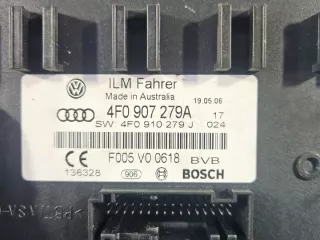 ILM Fahrer
Made in Australia
19.05.06
4F0 907 279A 17
SW: 4F0 910 279 J 024
CE F005 V0 0618 BVB
136328 906 BOSCH